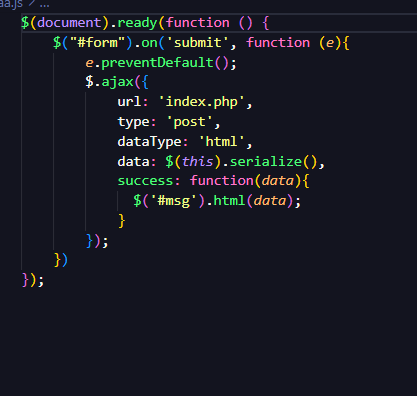 aa.js > ...
$(document).ready(function () {
    $("#form").on('submit', function (e){
        e.preventDefault();
        $.ajax({
            url: 'index.php',
            type: 'post',
            dataType: 'html',
            data: $(this).serialize(),
            success: function(data){
              $('#msg').html(data);
            }
        });
    })
});